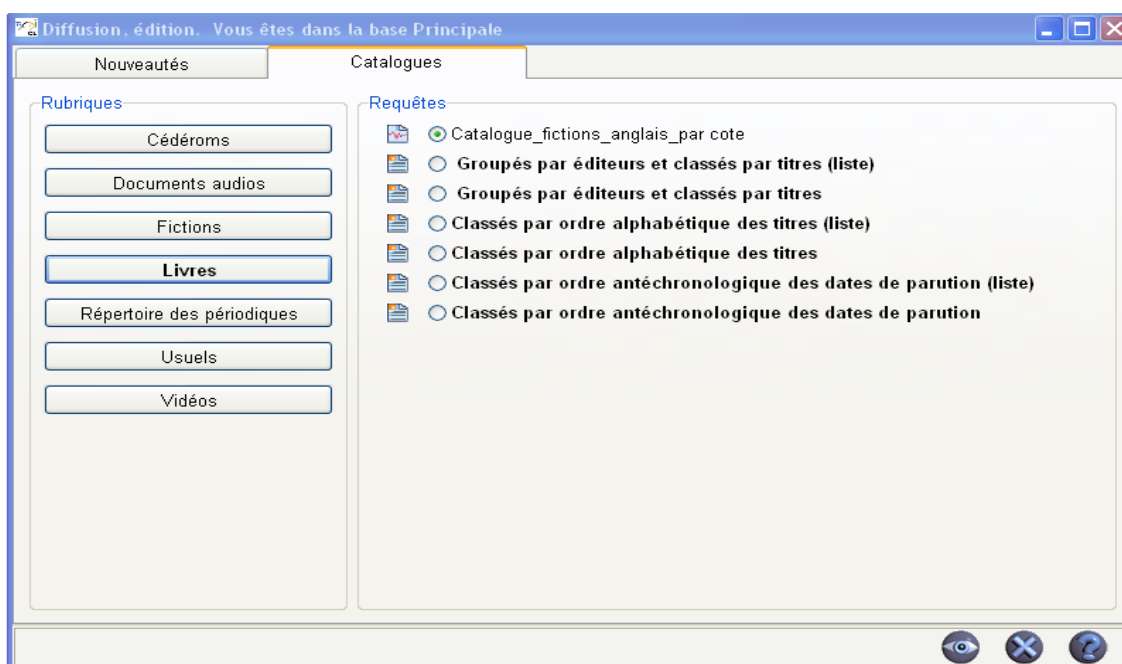 Diffusion, édition. Vous êtes dans la base Principale
Nouveautés
Catalogues
Rubriques
Cédéroms
Documents audios
Fictions
Livres
Répertoire des périodiques
Usuels
Vidéos
Requêtes
Catalogue_fictions_anglais_par cote
Groupés par éditeurs et classés par titres (liste)
Groupés par éditeurs et classés par titres
Classés par ordre alphabétique des titres (liste)
Classés par ordre alphabétique des titres
Classés par ordre antéchronologique des dates de parution (liste)
Classés par ordre antéchronologique des dates de parution